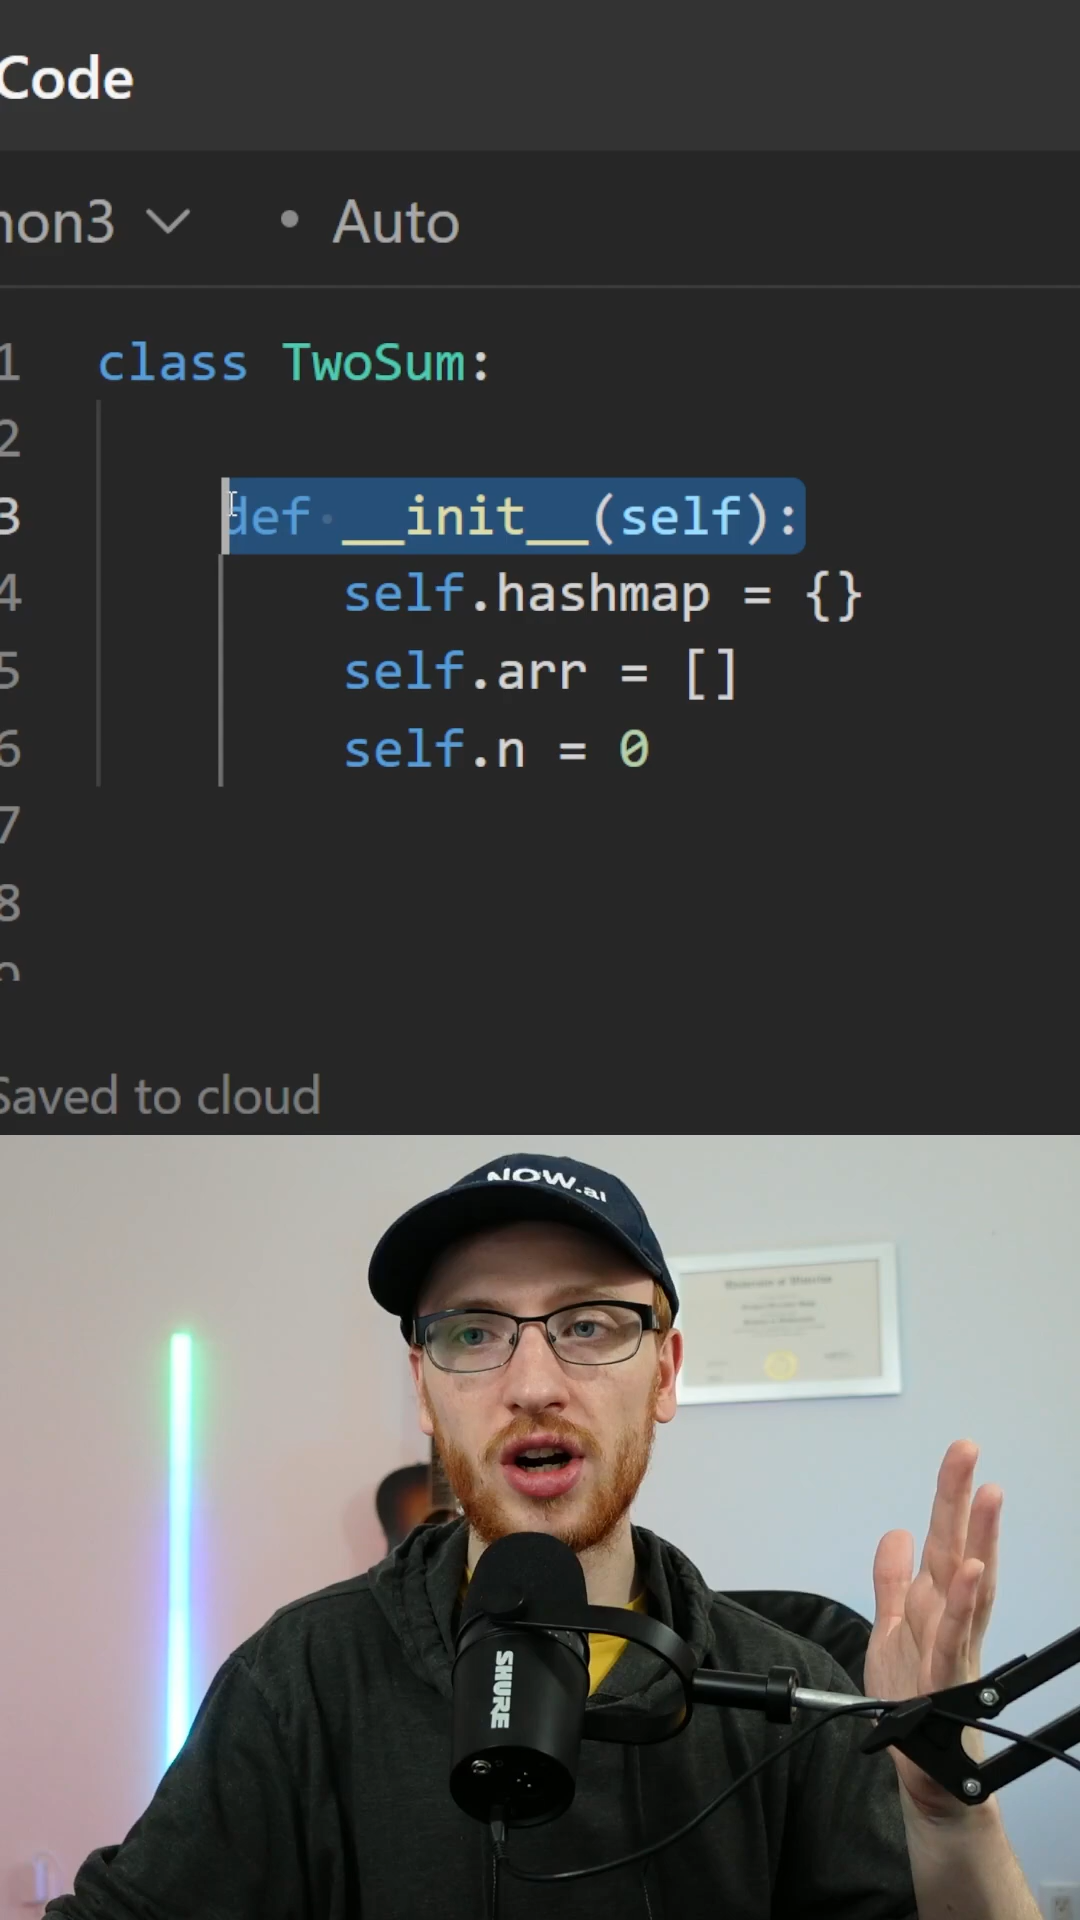 Code
hon3 Auto
1 class TwoSum:
2
3 def __init__(self):
4 self.hashmap = {}
5 self.arr = []
6 self.n = 0
7
8
Saved to cloud
NOW.ai
SHURE